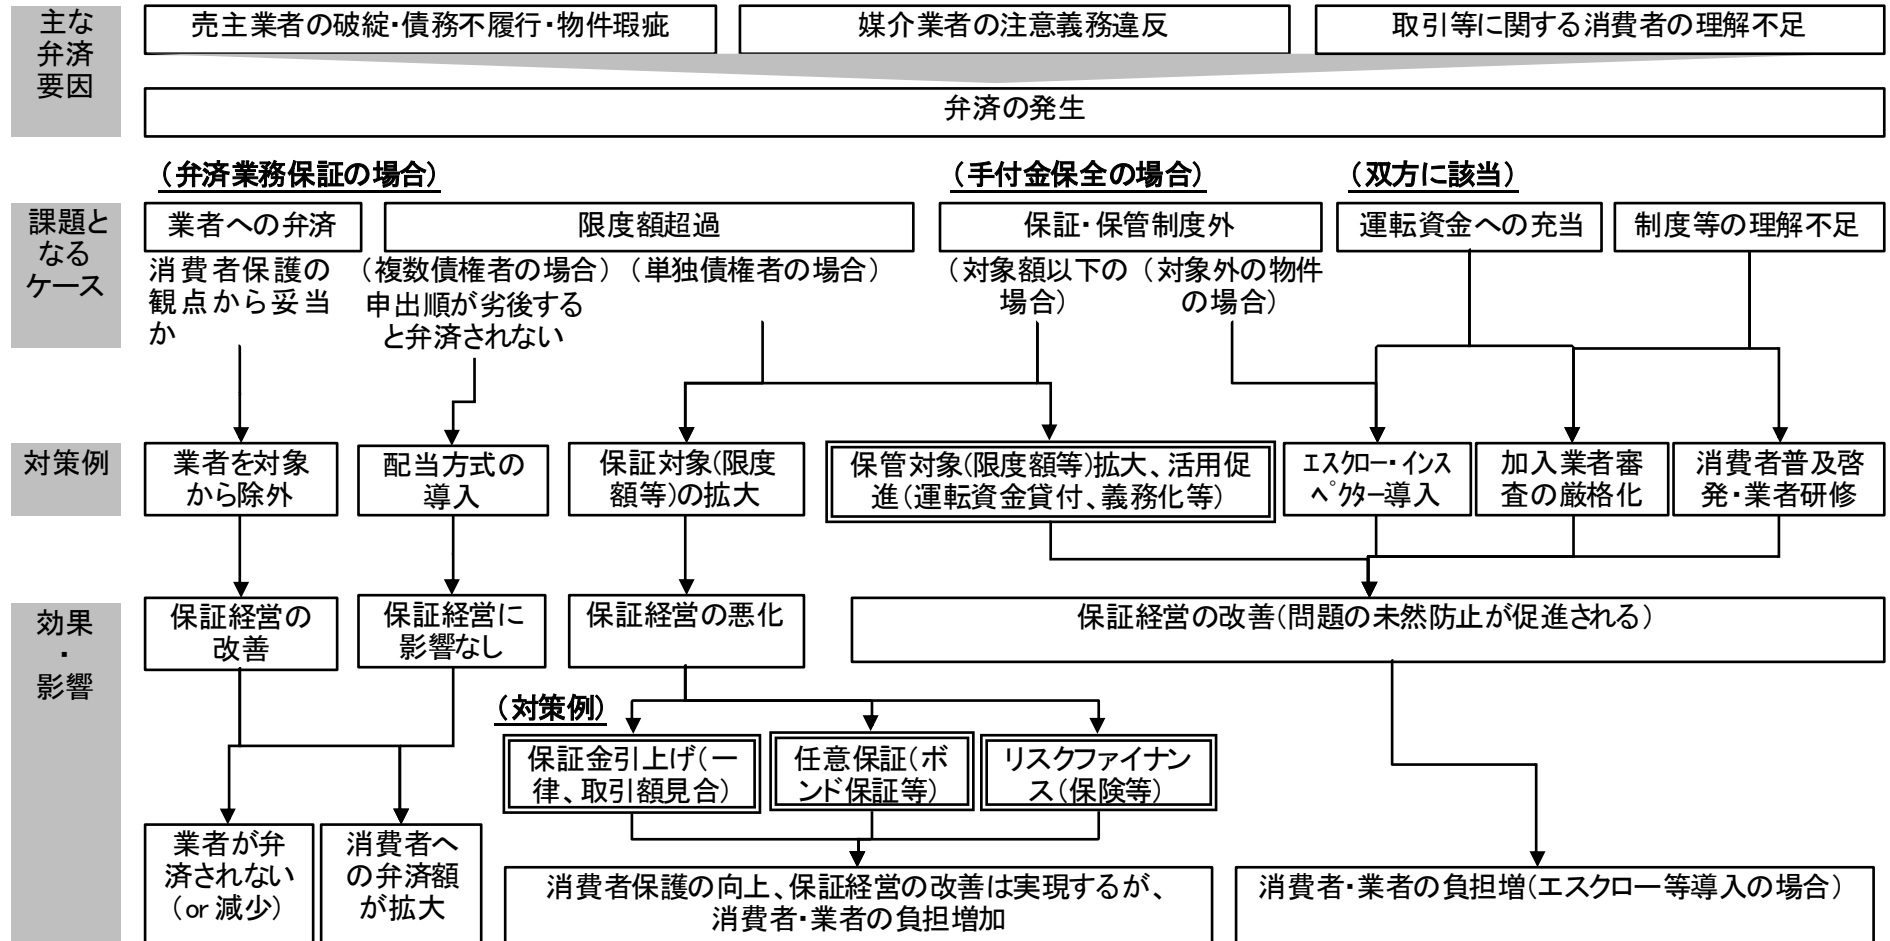 主な
弁済
要因
売主業者の破綻・債務不履行・物件瑕疵
媒介業者の注意義務違反
取引等に関する消費者の理解不足
弁済の発生
（弁済業務保証の場合）
（手付金保全の場合）
（双方に該当）
課題と
なる
ケース
業者への弁済
限度額超過
保証・保管制度外
運転資金への充当
制度等の理解不足
消費者保護の
観点から妥当
か
（複数債権者の場合）
申出順が劣後する
と弁済されない
（単独債権者の場合）
（対象額以下の
場合）
（対象外の物件
の場合）
対策例
業者を対象
から除外
配当方式の
導入
保証対象(限度
額等)の拡大
保管対象(限度額等)拡大、活用促
進(運転資金貸付、義務化等)
エスクロー・インス
ペクター導入
加入業者審
査の厳格化
消費者普及啓
発・業者研修
効果
・
影響
保証経営の
改善
保証経営に
影響なし
保証経営の悪化
保証経営の改善(問題の未然防止が促進される)
（対策例）
保証金引上げ(一
律、取引額見合)
任意保証(ボ
ンド保証等)
リスクファイナン
ス(保険等)
業者が弁
済されない
（or 減少）
消費者へ
の弁済額
が拡大
消費者保護の向上、保証経営の改善は実現するが、
消費者・業者の負担増加
消費者・業者の負担増(エスクロー等導入の場合)